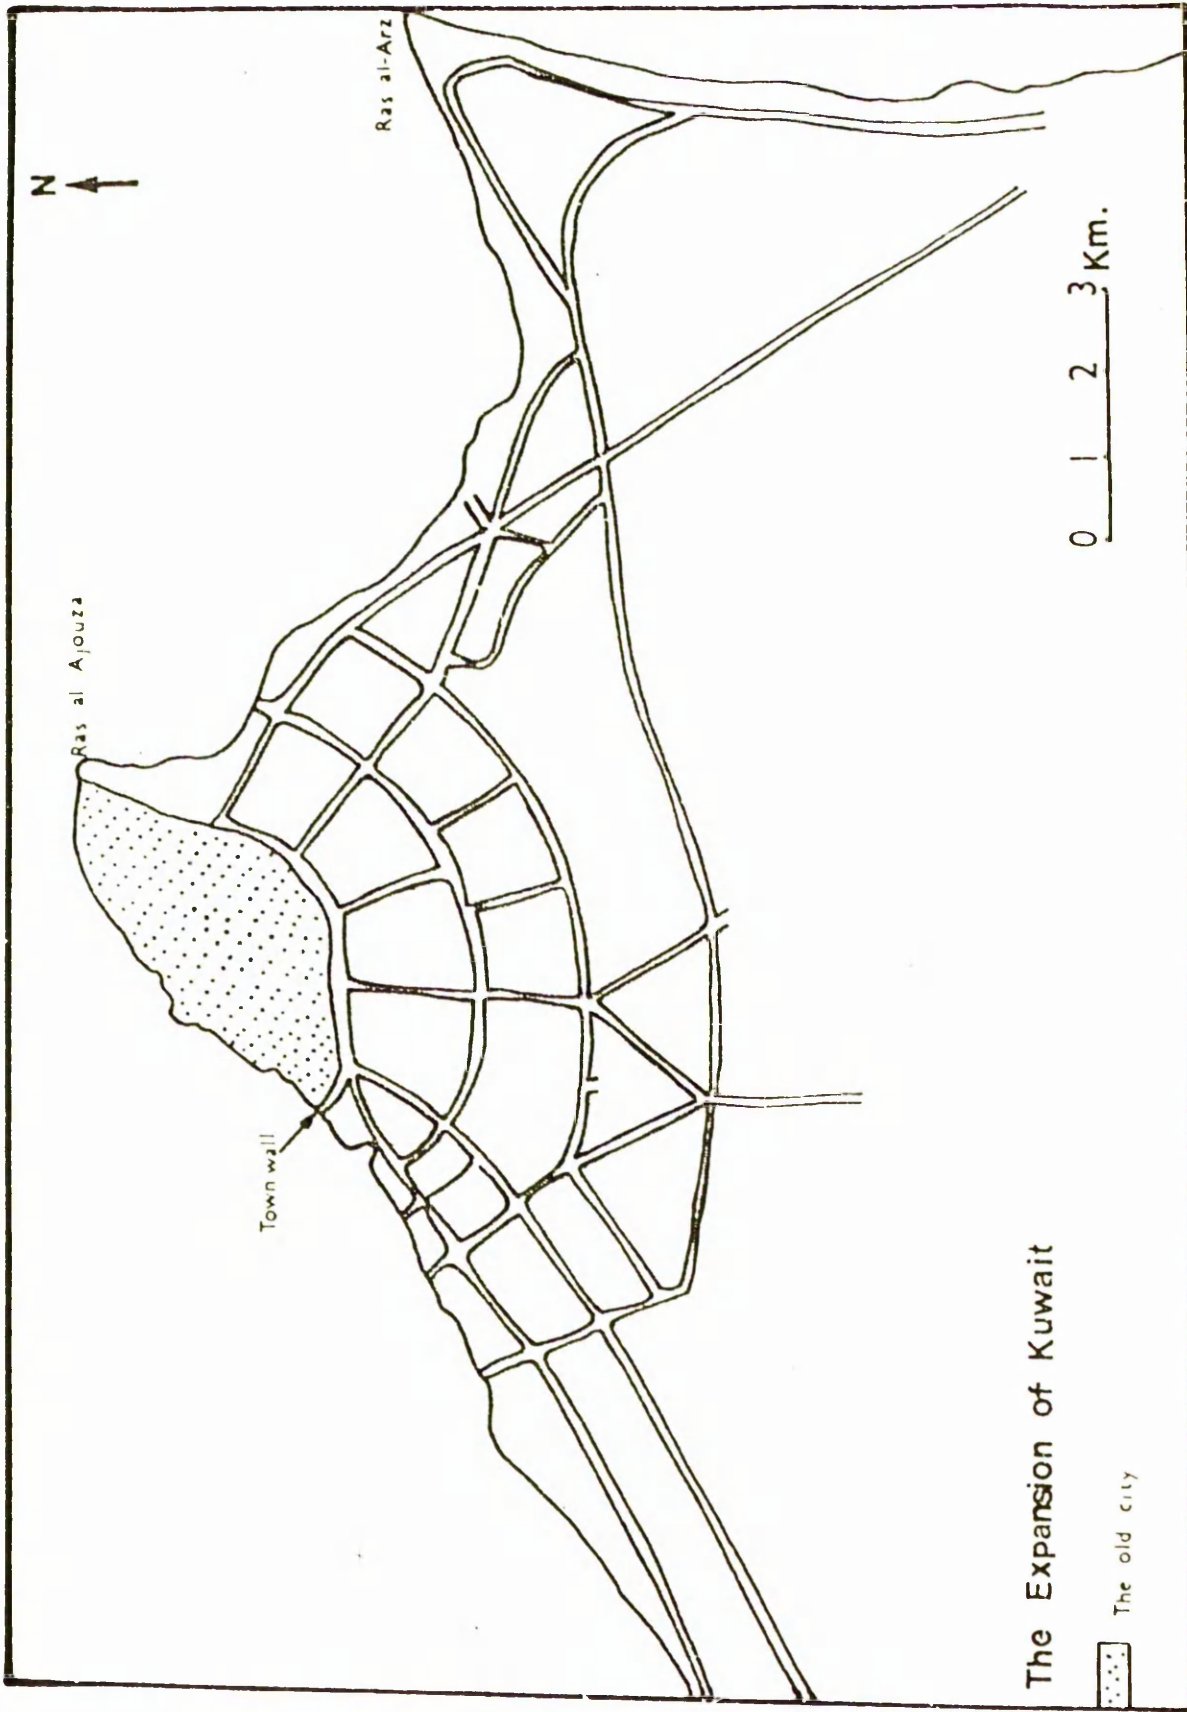 N
Ras al-Arz
Ras al Ajouza
Town wall
0 1 2 3 Km.
The Expansion of Kuwait
The old city